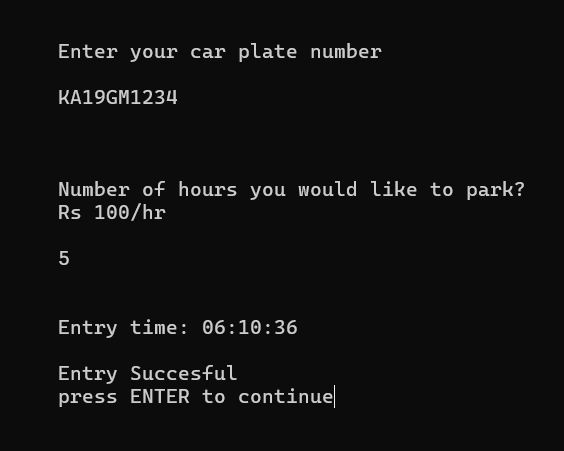 Enter your car plate number
KA19GM1234
Number of hours you would like to park?
Rs 100/hr
5
Entry time: 06:10:36
Entry Succesful
press ENTER to continue